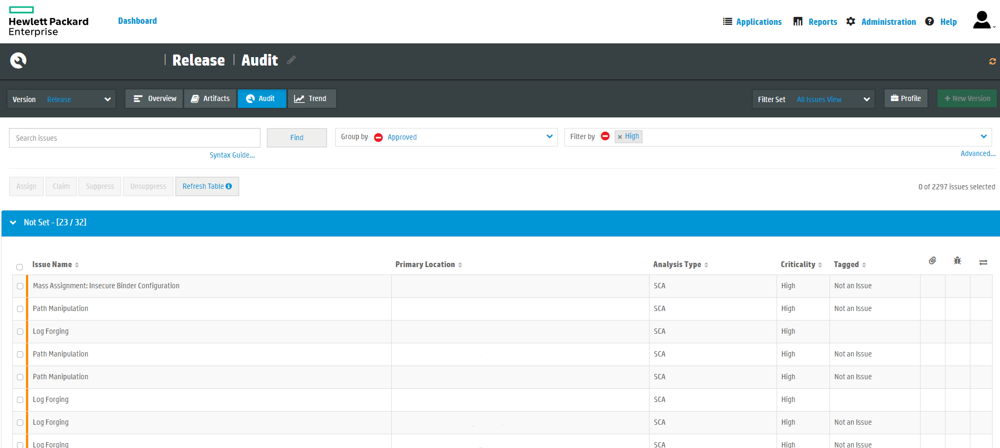 Hewlett Packard
Enterprise
Dashboard
Applications Reports Administration Help
Release | Audit
Version Release Overview Artifacts Audit Trend Filter Set All Issues View Profile + New Version
Search issues Find Group by Approved Filter by × High
Syntax Guide... Advanced...
Assign Claim Suppress Unsuppress Refresh Table 0 of 2297 issues selected
Not Set - [23 / 32]
Issue Name Primary Location Analysis Type Criticality Tagged
Mass Assignment: Insecure Binder Configuration SCA High Not an Issue
Path Manipulation SCA High Not an Issue
Log Forging SCA High
Path Manipulation SCA High Not an Issue
Path Manipulation SCA High Not an Issue
Log Forging SCA High
Log Forging SCA High Not an Issue
Log Forging SCA High Not an Issue